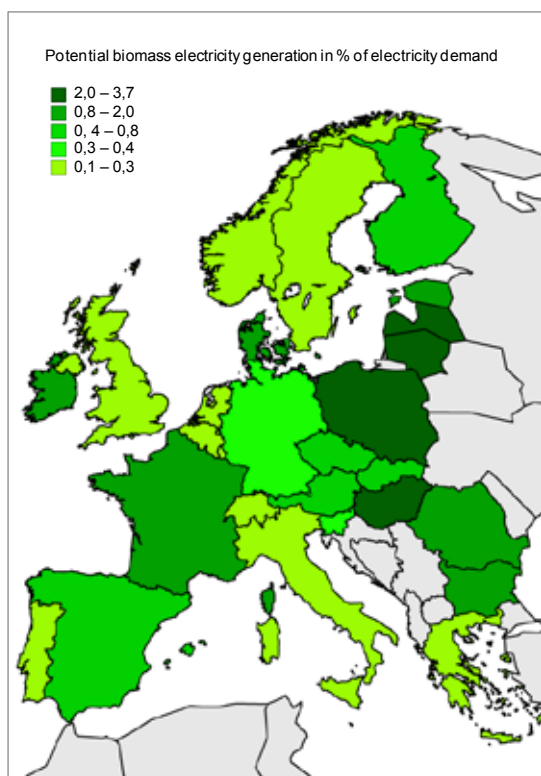 Potential biomass electricity generation in % of electricity demand
2,0 – 3,7
0,8 – 2,0
0, 4 – 0,8
0,3 – 0,4
0,1 – 0,3